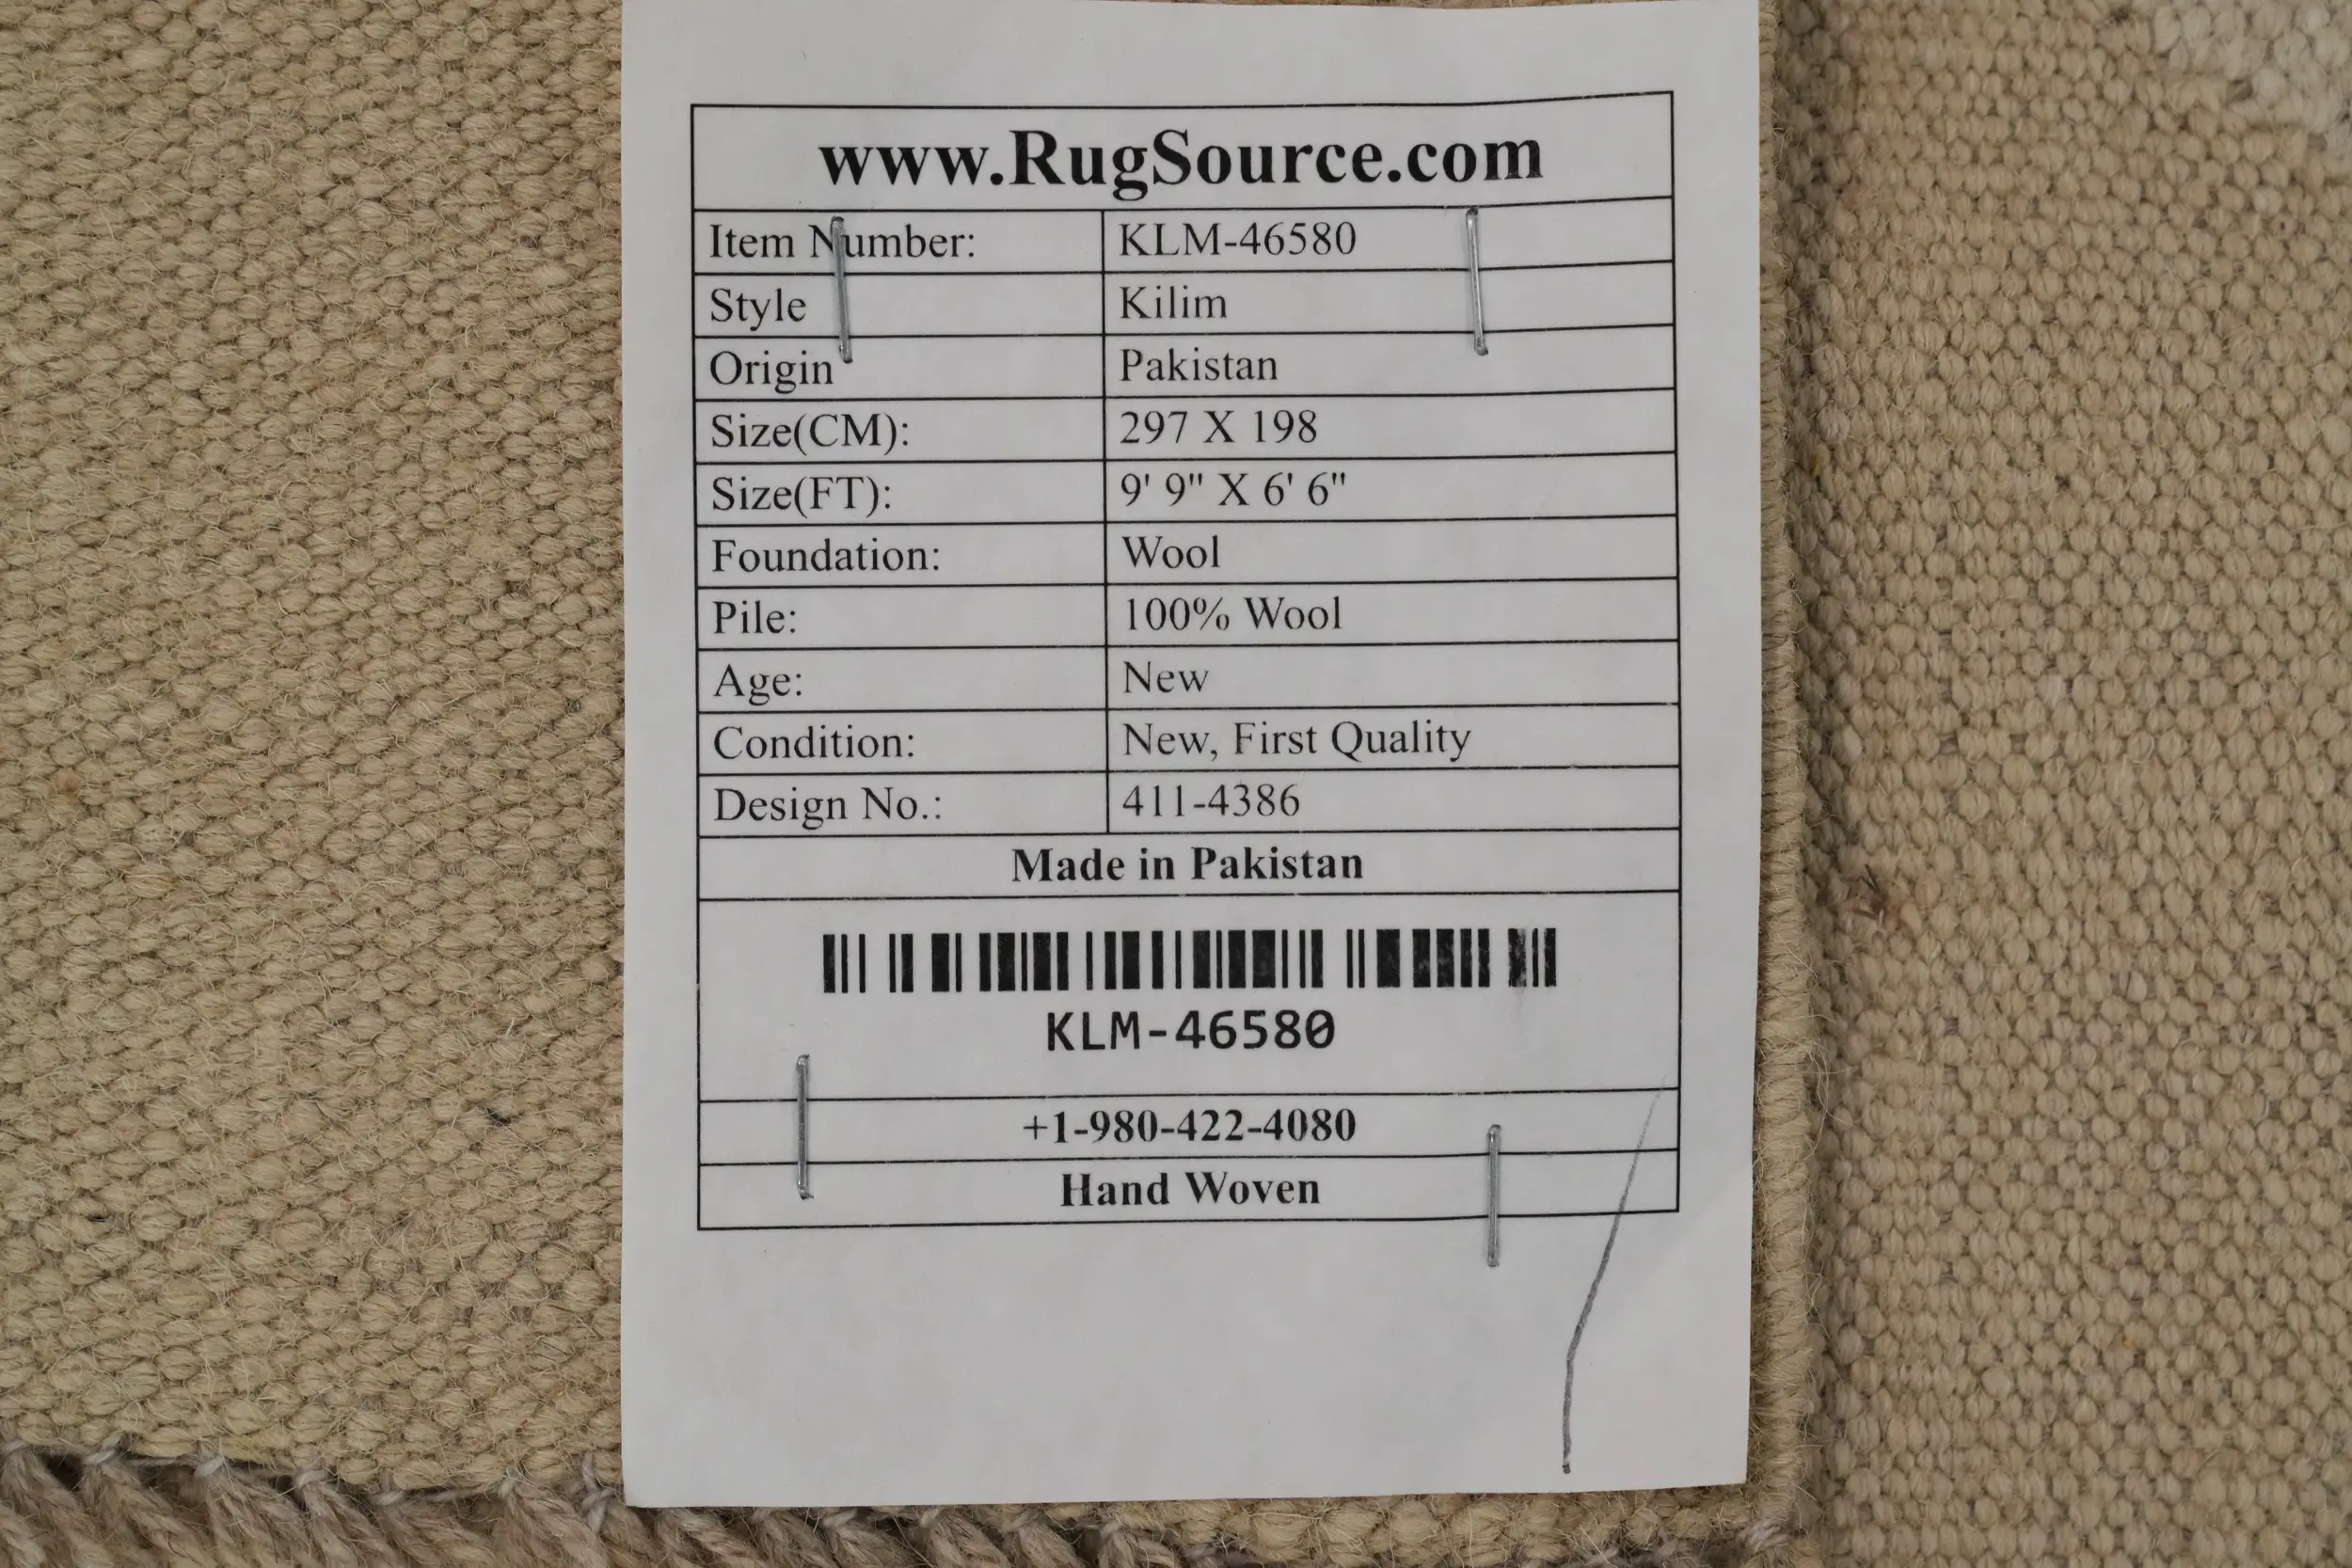 www.RugSource.com
Item Number: KLM-46580
Style Kilim
Origin Pakistan
Size(CM): 297 X 198
Size(FT): 9' 9" X 6' 6"
Foundation: Wool
Pile: 100% Wool
Age: New
Condition: New, First Quality
Design No.: 411-4386
Made in Pakistan
KLM-46580
+1-980-422-4080
Hand Woven